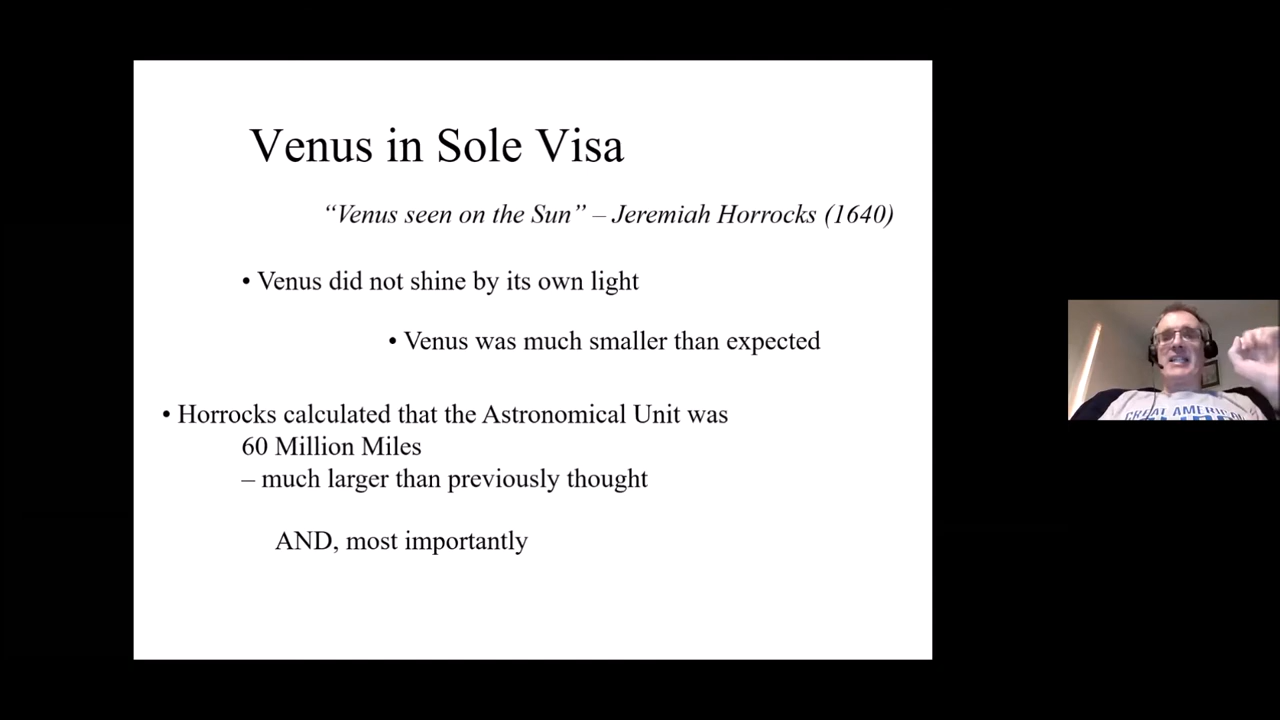 Venus in Sole Visa
“Venus seen on the Sun” – Jeremiah Horrocks (1640)
• Venus did not shine by its own light
• Venus was much smaller than expected
• Horrocks calculated that the Astronomical Unit was
60 Million Miles
– much larger than previously thought
AND, most importantly
GREAT AMERICAN